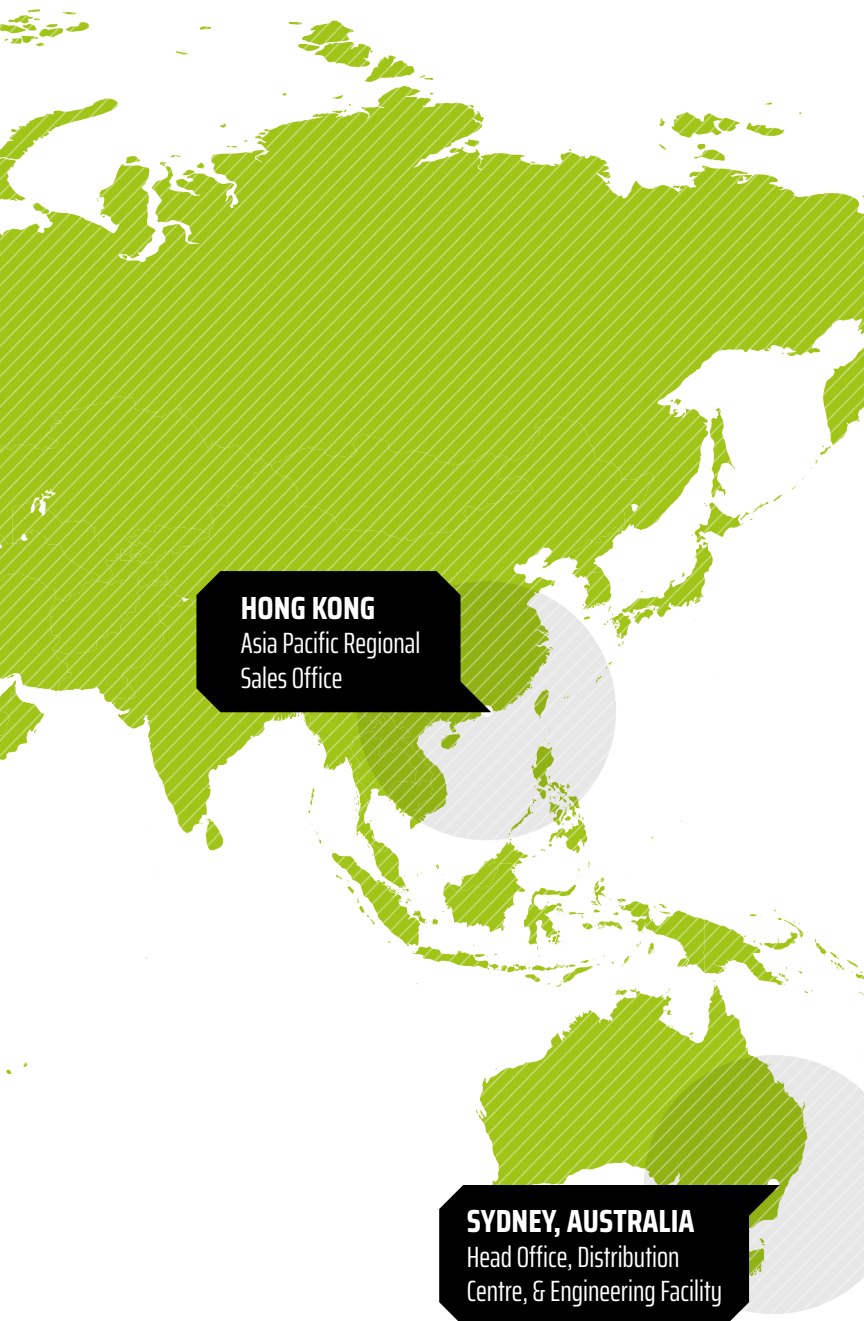 HONG KONG
Asia Pacific Regional
Sales Office
SYDNEY, AUSTRALIA
Head Office, Distribution
Centre, & Engineering Facility